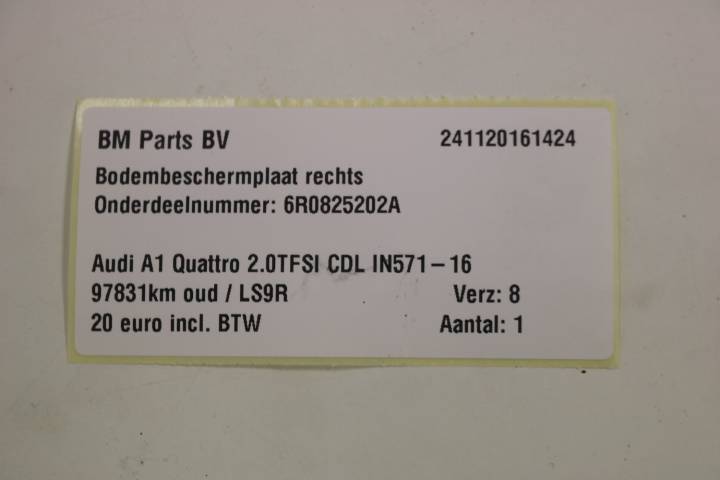 BM Parts BV 241120161424
Bodembeschermplaat rechts
Onderdeelnummer: 6R0825202A
Audi A1 Quattro 2.0TFSI CDL IN571-16
97831km oud / LS9R Verz: 8
20 euro incl. BTW Aantal: 1